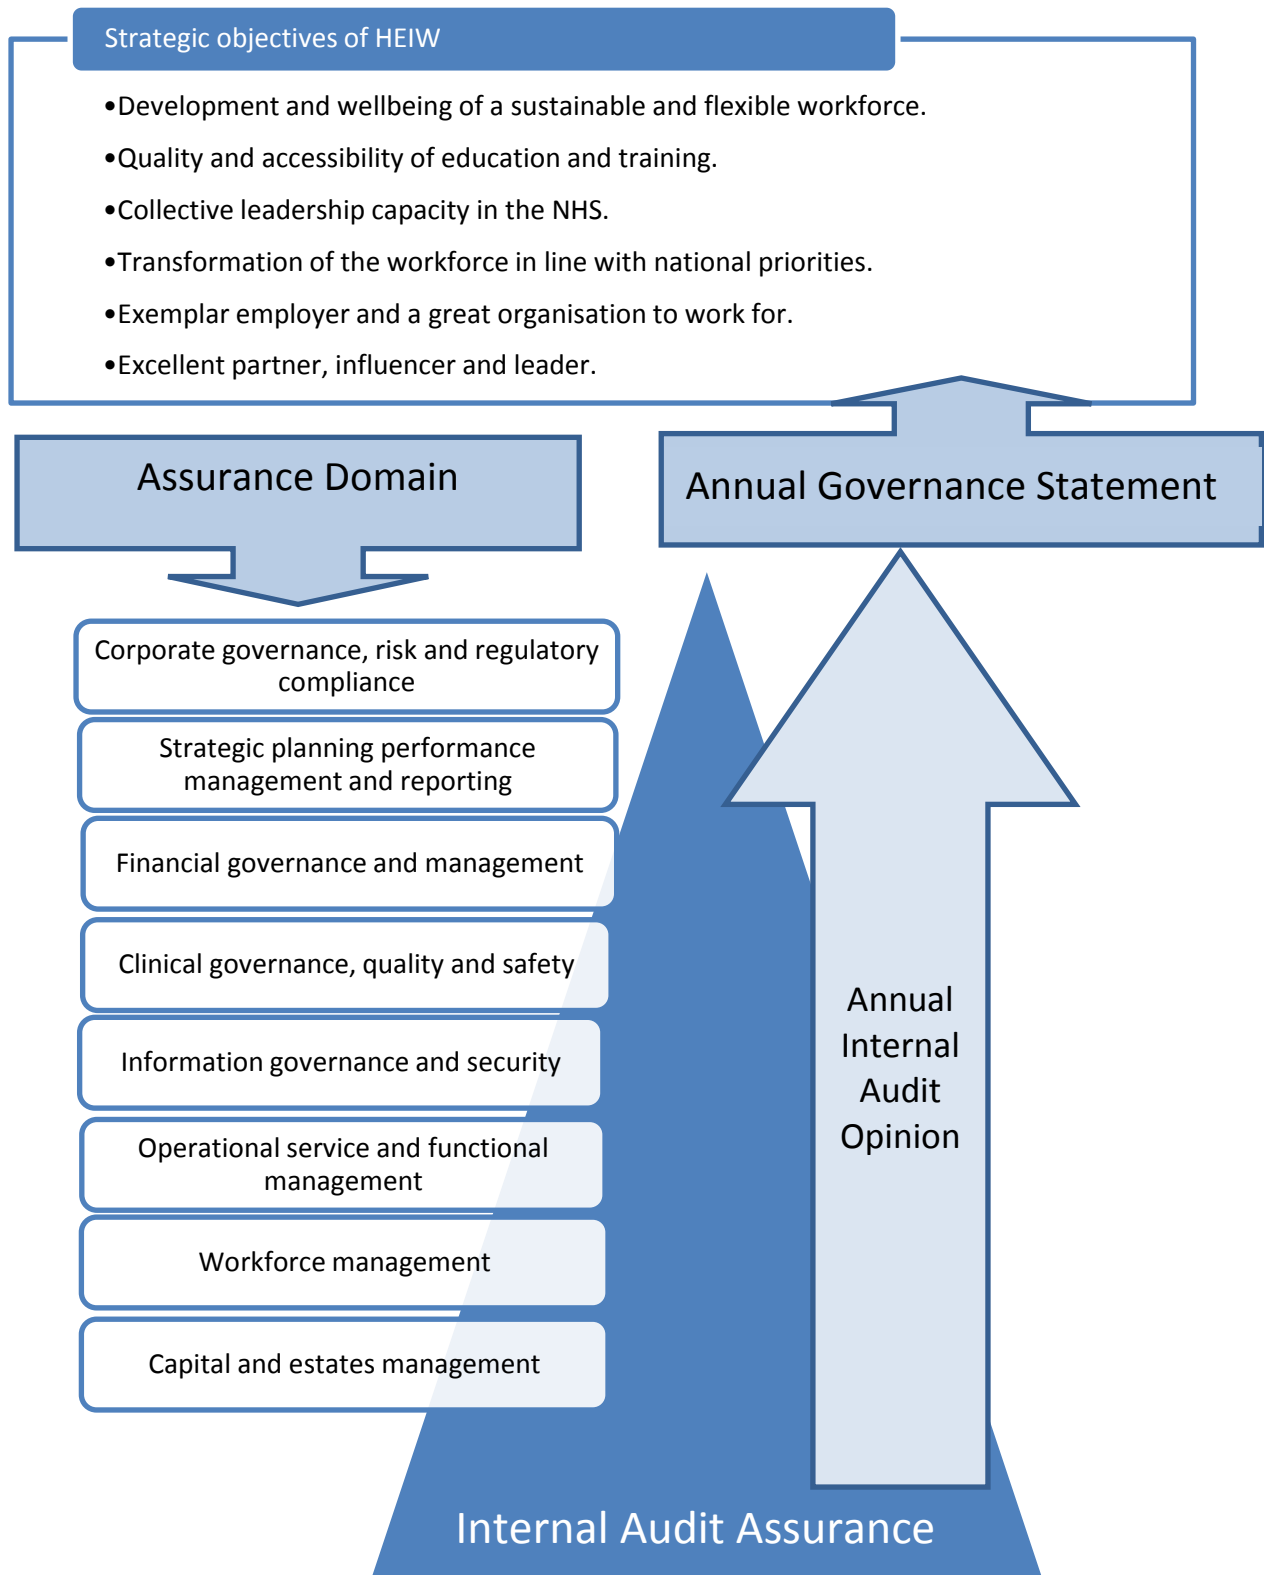 Strategic objectives of HEIW
•Development and wellbeing of a sustainable and flexible workforce.
•Quality and accessibility of education and training.
•Collective leadership capacity in the NHS.
•Transformation of the workforce in line with national priorities.
•Exemplar employer and a great organisation to work for.
•Excellent partner, influencer and leader.
Assurance Domain
Annual Governance Statement
Corporate governance, risk and regulatory
compliance
Strategic planning performance
management and reporting
Financial governance and management
Clinical governance, quality and safety
Information governance and security
Operational service and functional
management
Workforce management
Capital and estates management
Annual
Internal
Audit
Opinion
Internal Audit Assurance